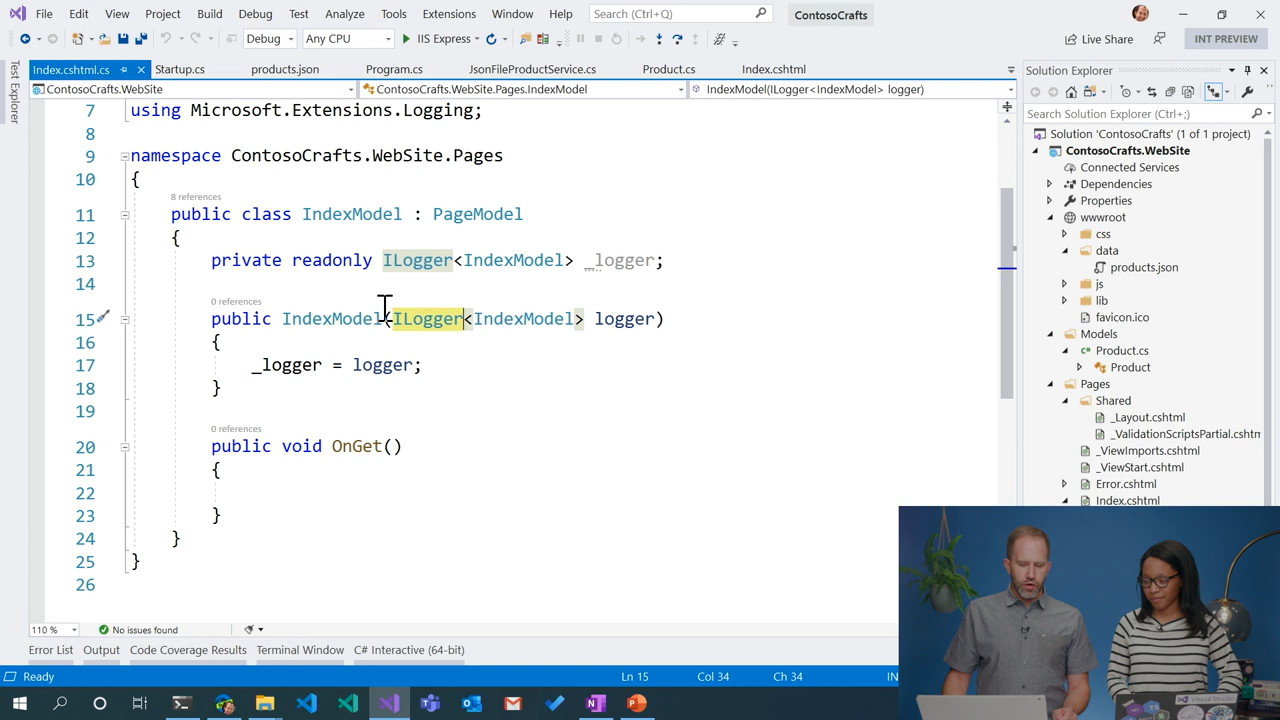 File Edit View Project Build Debug Test Analyze Tools Extensions Window Help Search (Ctrl+Q) ContosoCrafts
Debug Any CPU IIS Express Live Share INT PREVIEW
Test Explorer
Index.cshtml.cs Startup.cs products.json Program.cs JsonFileProductService.cs Product.cs Index.cshtml
ContosoCrafts.WebSite ContosoCrafts.WebSite.Pages.IndexModel IndexModel(ILogger<IndexModel> logger)
7 using Microsoft.Extensions.Logging;
8
9 namespace ContosoCrafts.WebSite.Pages
10 {
8 references
11 public class IndexModel : PageModel
12 {
13 private readonly ILogger<IndexModel> _logger;
14
0 references
15 public IndexModel(ILogger<IndexModel> logger)
16 {
17 _logger = logger;
18 }
19
0 references
20 public void OnGet()
21 {
22
23 }
24 }
25 }
26
110 % No issues found
Error List Output Code Coverage Results Terminal Window C# Interactive (64-bit)
Ready Ln 15 Col 34 Ch 34 IN
Solution Explorer
Search Solution Explorer (Ctrl+;)
Solution 'ContosoCrafts' (1 of 1 project)
ContosoCrafts.WebSite
Connected Services
Dependencies
Properties
wwwroot
css
data
products.json
js
lib
favicon.ico
Models
Product.cs
Product
Pages
Shared
_Layout.cshtml
_ValidationScriptsPartial.cshtm
_ViewImports.cshtml
_ViewStart.cshtml
Error.cshtml
Index.cshtml